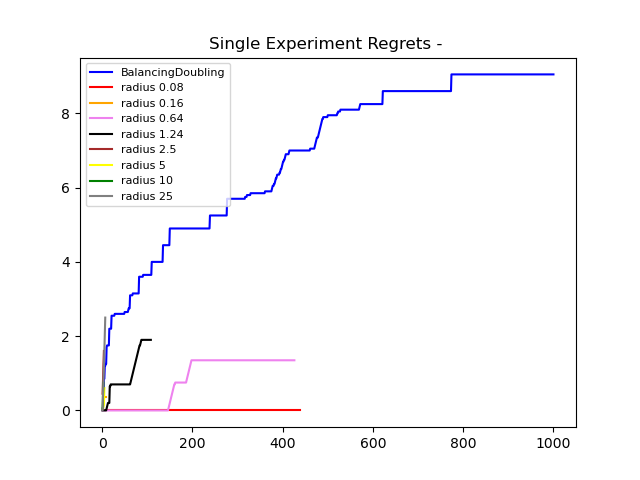 Single Experiment Regrets -
BalancingDoubling
radius 0.08
radius 0.16
radius 0.64
radius 1.24
radius 2.5
radius 5
radius 10
radius 25
8
6
4
2
0
0 200 400 600 800 1000